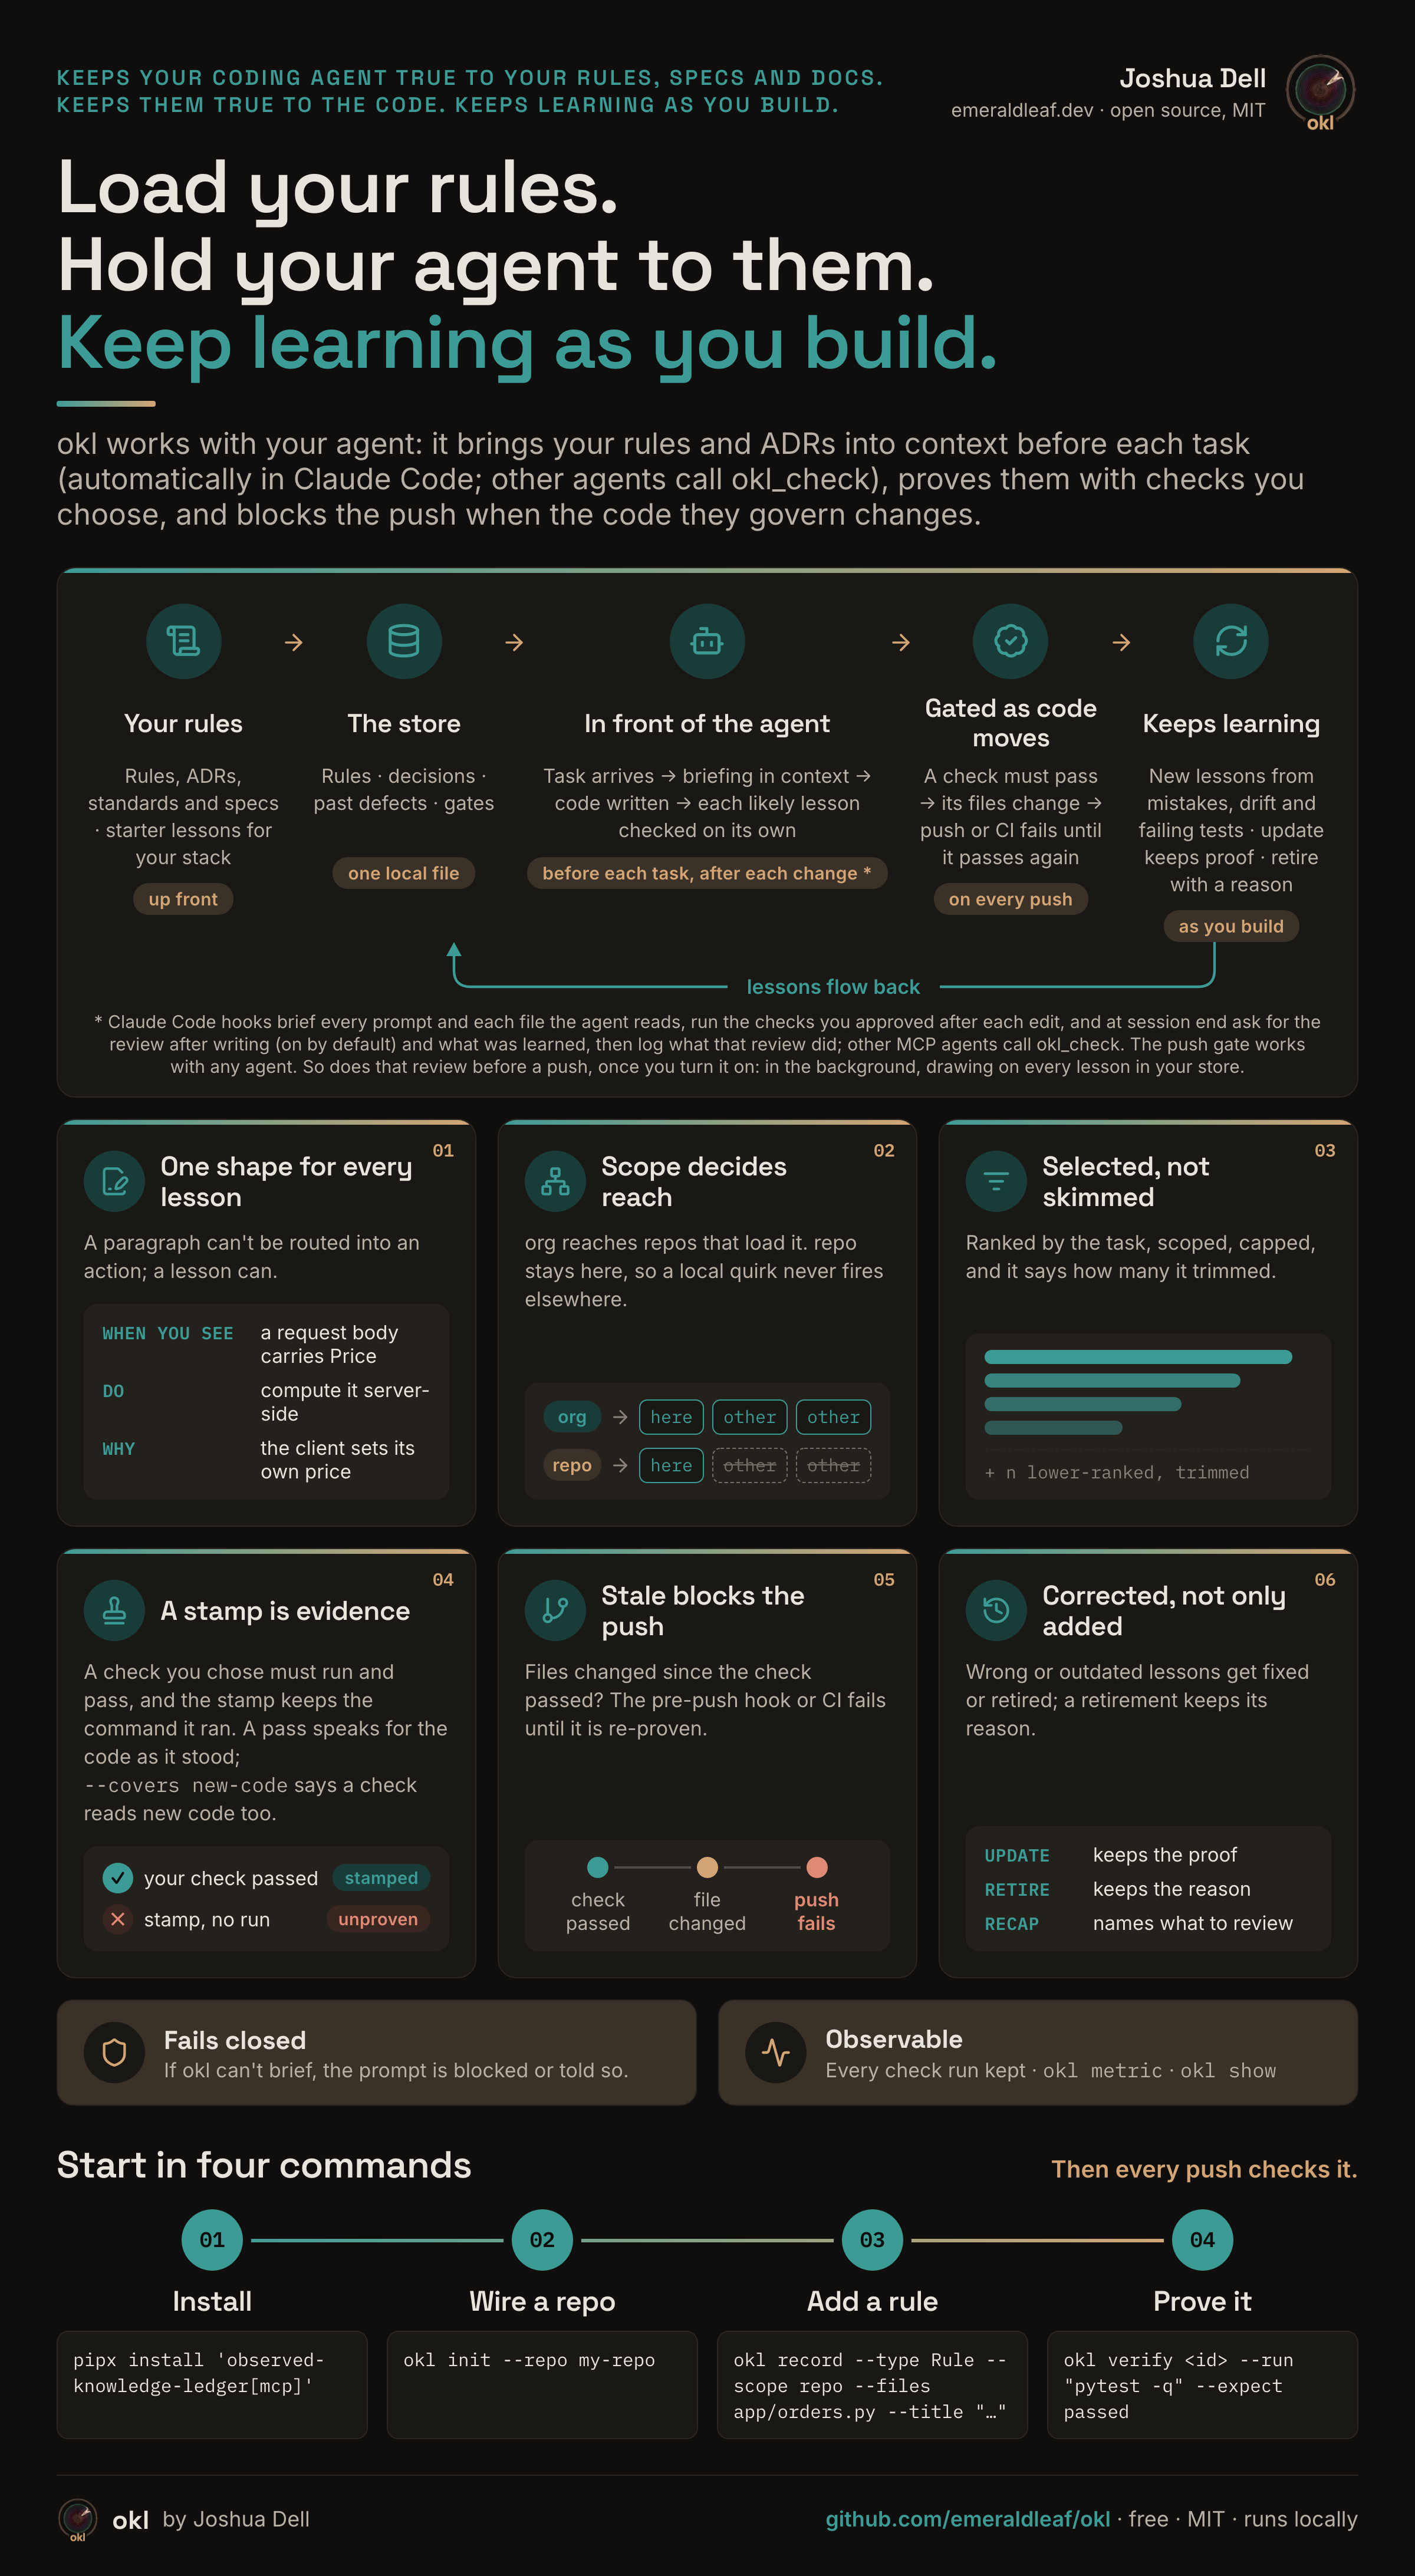 KEEPS YOUR CODING AGENT TRUE TO YOUR RULES, SPECS AND DOCS.
KEEPS THEM TRUE TO THE CODE. KEEPS LEARNING AS YOU BUILD.
Joshua Dell
emeraldleaf.dev · open source, MIT
okl
Load your rules.
Hold your agent to them.
Keep learning as you build.
okl works with your agent: it brings your rules and ADRs into context before each task
(automatically in Claude Code; other agents call okl_check), proves them with checks you
choose, and blocks the push when the code they govern changes.
→
→
→
→
Your rules
Rules, ADRs,
standards and specs
· starter lessons for
your stack
up front
The store
Rules · decisions ·
past defects · gates
one local file
In front of the agent
Task arrives → briefing in context →
code written → each likely lesson
checked on its own
before each task, after each change *
Gated as code
moves
A check must pass
→ its files change →
push or CI fails until
it passes again
on every push
Keeps learning
New lessons from
mistakes, drift and
failing tests · update
keeps proof · retire
with a reason
as you build
lessons flow back
* Claude Code hooks brief every prompt and each file the agent reads, run the checks you approved after each edit, and at session end ask for the
review after writing (on by default) and what was learned, then log what that review did; other MCP agents call okl_check. The push gate works
with any agent. So does that review before a push, once you turn it on: in the background, drawing on every lesson in your store.
01
One shape for every
lesson
A paragraph can't be routed into an
action; a lesson can.
WHEN YOU SEE a request body
carries Price
DO compute it server-
side
WHY the client sets its
own price
02
Scope decides
reach
org reaches repos that load it. repo
stays here, so a local quirk never fires
elsewhere.
org → here other other
repo → here other other
03
Selected, not
skimmed
Ranked by the task, scoped, capped,
and it says how many it trimmed.
+ n lower-ranked, trimmed
04
A stamp is evidence
A check you chose must run and
pass, and the stamp keeps the
command it ran. A pass speaks for the
code as it stood;
--covers new-code says a check
reads new code too.
your check passed stamped
stamp, no run unproven
05
Stale blocks the
push
Files changed since the check
passed? The pre-push hook or CI fails
until it is re-proven.
check
passed
file
changed
push
fails
06
Corrected, not only
added
Wrong or outdated lessons get fixed
or retired; a retirement keeps its
reason.
UPDATE keeps the proof
RETIRE keeps the reason
RECAP names what to review
Fails closed
If okl can't brief, the prompt is blocked or told so.
Observable
Every check run kept · okl metric · okl show
Start in four commands
Then every push checks it.
01
02
03
04
Install
pipx install 'observed-
knowledge-ledger[mcp]'
Wire a repo
okl init --repo my-repo
Add a rule
okl record --type Rule --
scope repo --files
app/orders.py --title "…"
Prove it
okl verify <id> --run
"pytest -q" --expect
passed
okl
okl by Joshua Dell
github.com/emeraldleaf/okl · free · MIT · runs locally